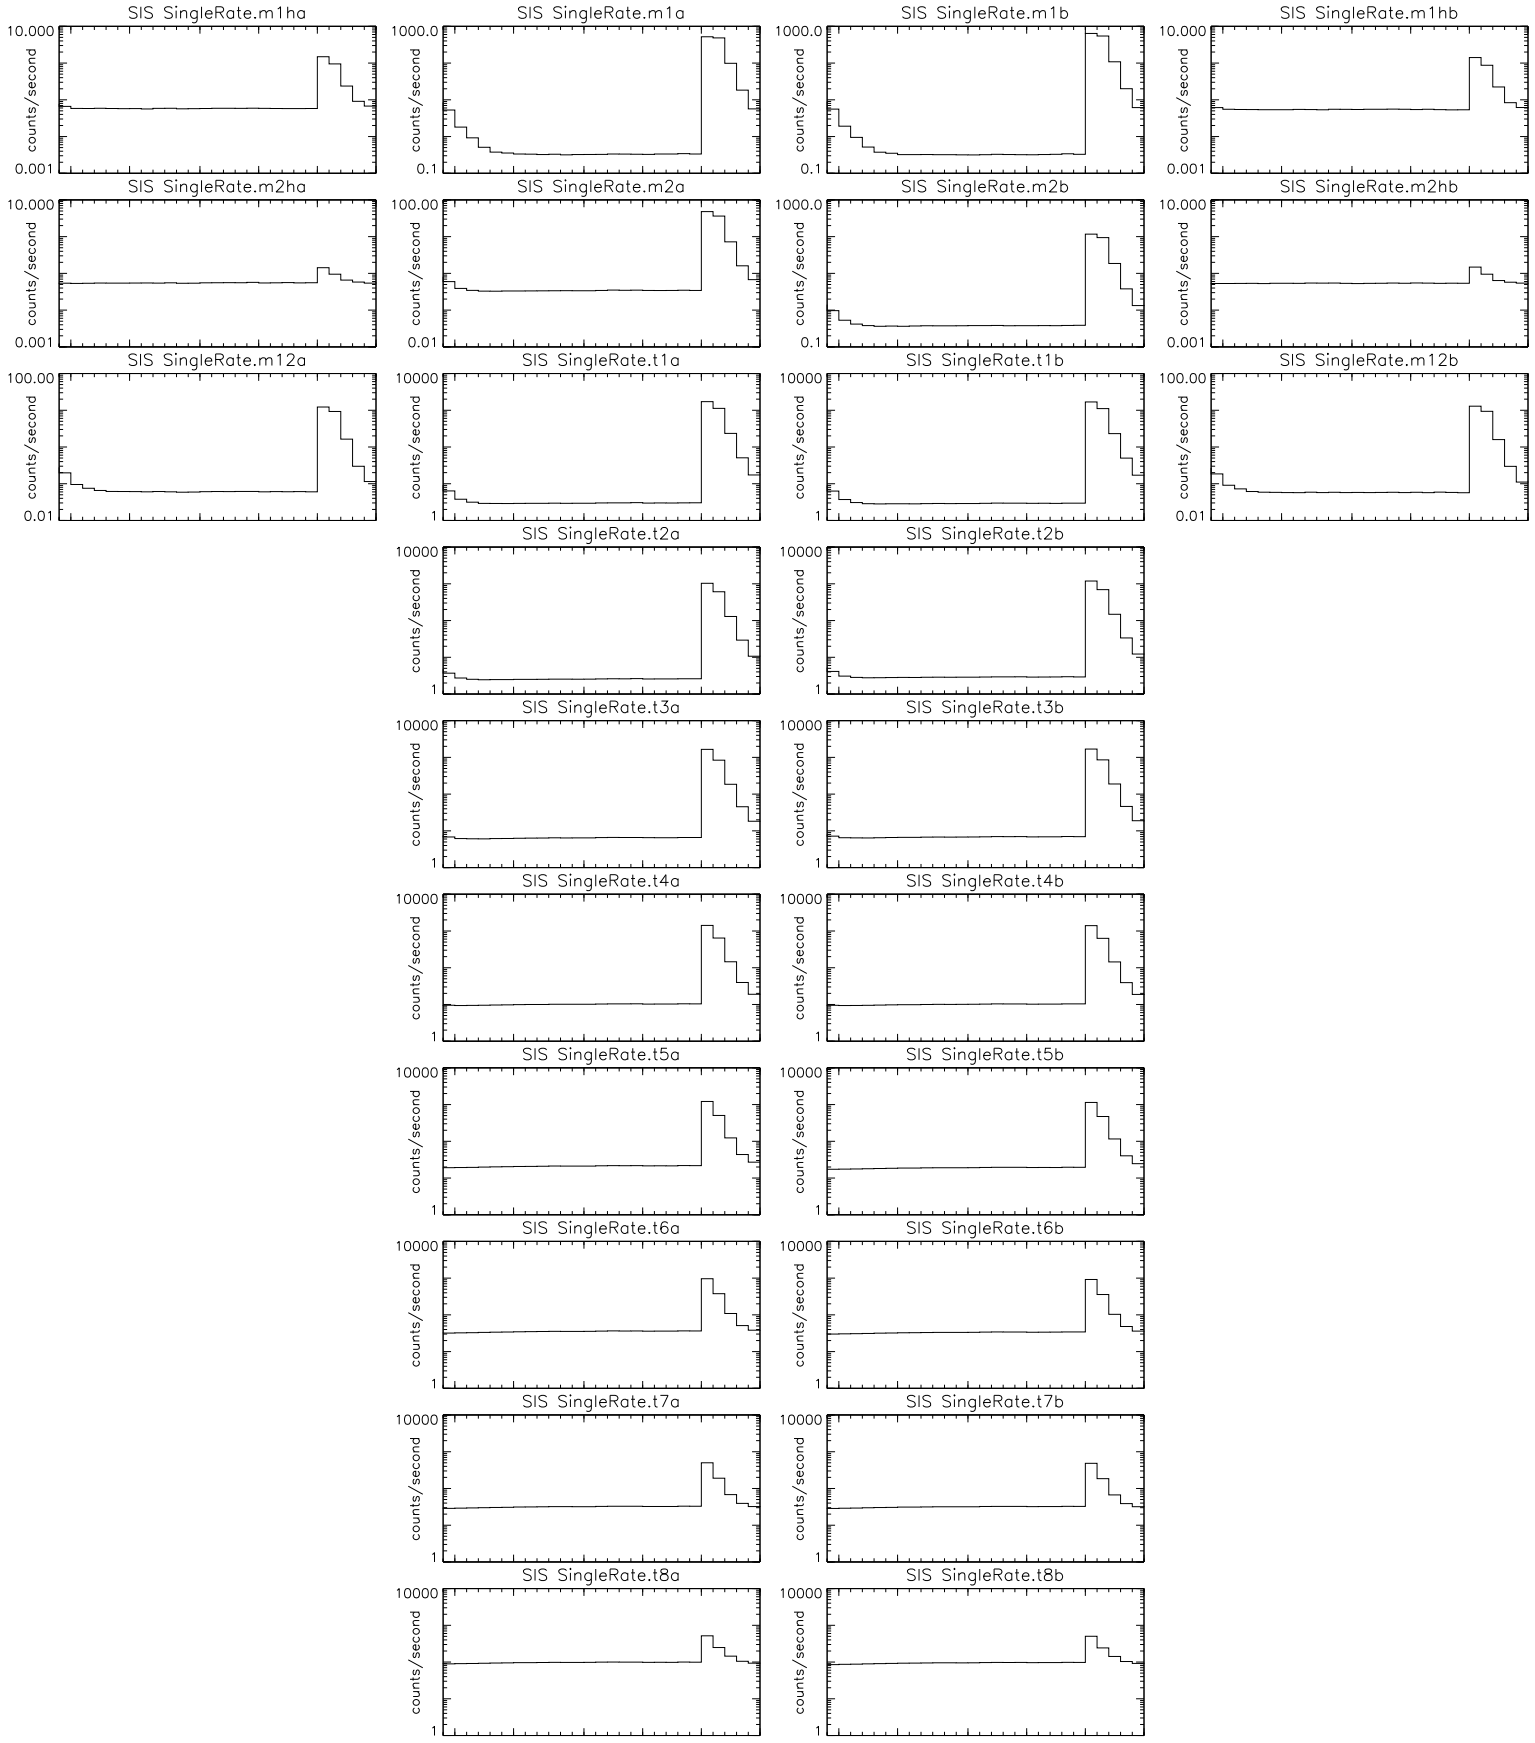 SIS SingleRate.m1ha
10.000
counts/second
0.001
SIS SingleRate.m1a
1000.0
counts/second
0.1
SIS SingleRate.m1b
1000.0
counts/second
0.1
SIS SingleRate.m1hb
10.000
counts/second
0.001
SIS SingleRate.m2ha
10.000
counts/second
0.001
SIS SingleRate.m2a
100.00
counts/second
0.01
SIS SingleRate.m2b
1000.0
counts/second
0.1
SIS SingleRate.m2hb
10.000
counts/second
0.001
SIS SingleRate.m12a
100.00
counts/second
0.01
SIS SingleRate.t1a
10000
counts/second
1
SIS SingleRate.t1b
10000
counts/second
1
SIS SingleRate.m12b
100.00
counts/second
0.01
SIS SingleRate.t2a
10000
counts/second
1
SIS SingleRate.t2b
10000
counts/second
1
SIS SingleRate.t3a
10000
counts/second
1
SIS SingleRate.t3b
10000
counts/second
1
SIS SingleRate.t4a
10000
counts/second
1
SIS SingleRate.t4b
10000
counts/second
1
SIS SingleRate.t5a
10000
counts/second
1
SIS SingleRate.t5b
10000
counts/second
1
SIS SingleRate.t6a
10000
counts/second
1
SIS SingleRate.t6b
10000
counts/second
1
SIS SingleRate.t7a
10000
counts/second
1
SIS SingleRate.t7b
10000
counts/second
1
SIS SingleRate.t8a
10000
counts/second
1
SIS SingleRate.t8b
10000
counts/second
1